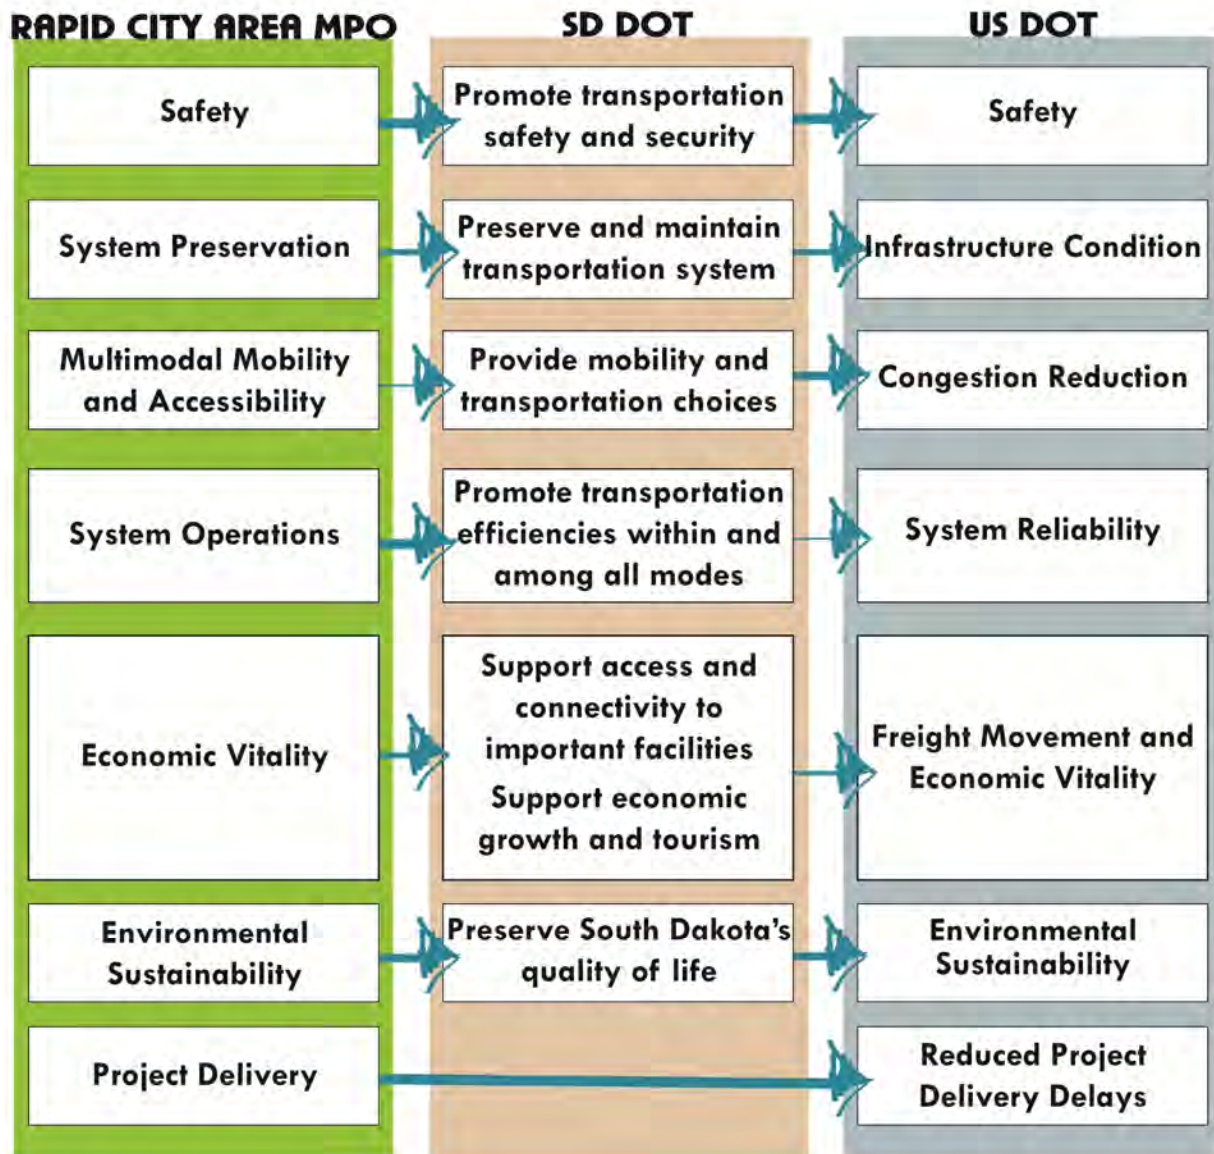 RAPID CITY AREA MPO
SD DOT
US DOT
Safety
Promote transportation
safety and security
Safety
System Preservation
Preserve and maintain
transportation system
Infrastructure Condition
Multimodal Mobility
and Accessibility
Provide mobility and
transportation choices
Congestion Reduction
System Operations
Promote transportation
efficiencies within and
among all modes
System Reliability
Economic Vitality
Support access and
connectivity to
important facilities
Support economic
growth and tourism
Freight Movement and
Economic Vitality
Environmental
Sustainability
Preserve South Dakota's
quality of life
Environmental
Sustainability
Project Delivery
Reduced Project
Delivery Delays